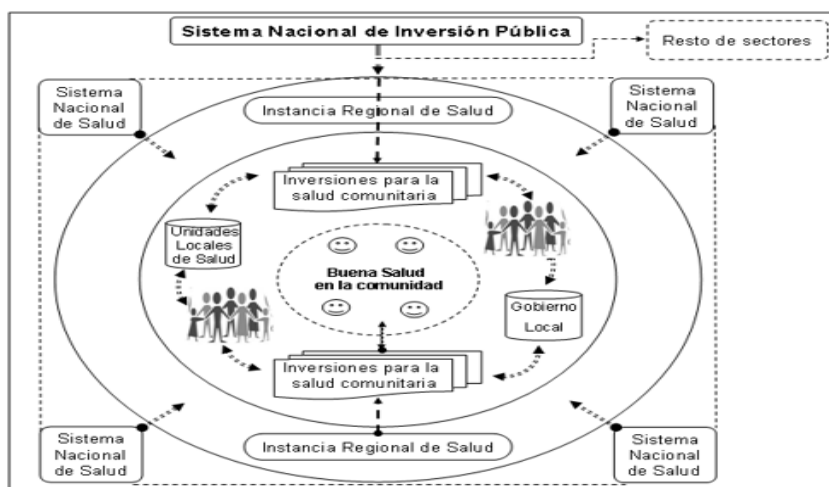 Sistema Nacional de Inversión Pública
Resto de sectores
Sistema
Nacional
de Salud
Instancia Regional de Salud
Sistema
Nacional
de Salud
Inversiones para la
salud comunitaria
Unidades
Locales
de Salud
Buena Salud
en la comunidad
Gobierno
Local
Inversiones para la
salud comunitaria
Sistema
Nacional
de Salud
Instancia Regional de Salud
Sistema
Nacional
de Salud